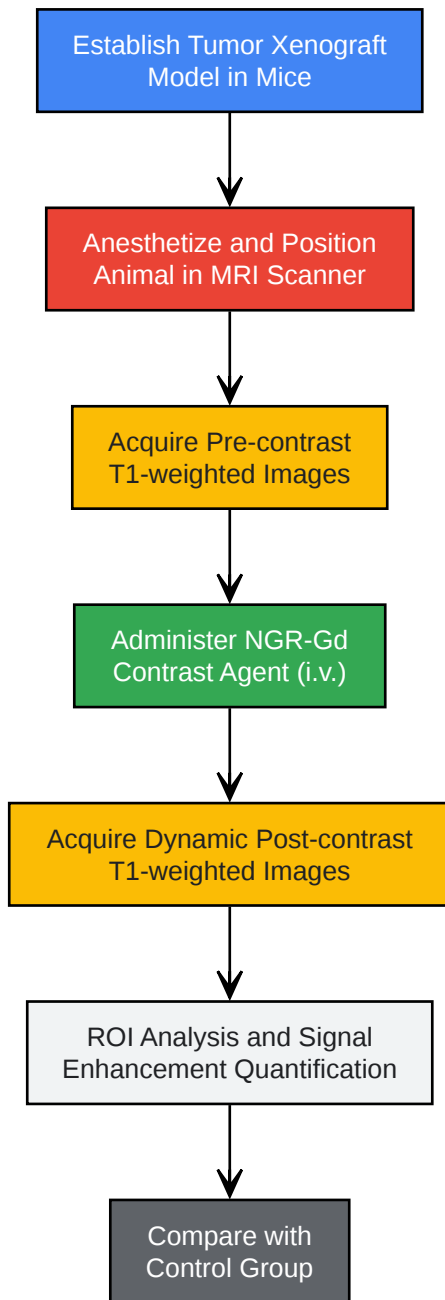 Establish Tumor Xenograft
Model in Mice
Anesthetize and Position
Animal in MRI Scanner
Acquire Pre-contrast
T1-weighted Images
Administer NGR-Gd
Contrast Agent (i.v.)
Acquire Dynamic Post-contrast
T1-weighted Images
ROI Analysis and Signal
Enhancement Quantification
Compare with
Control Group